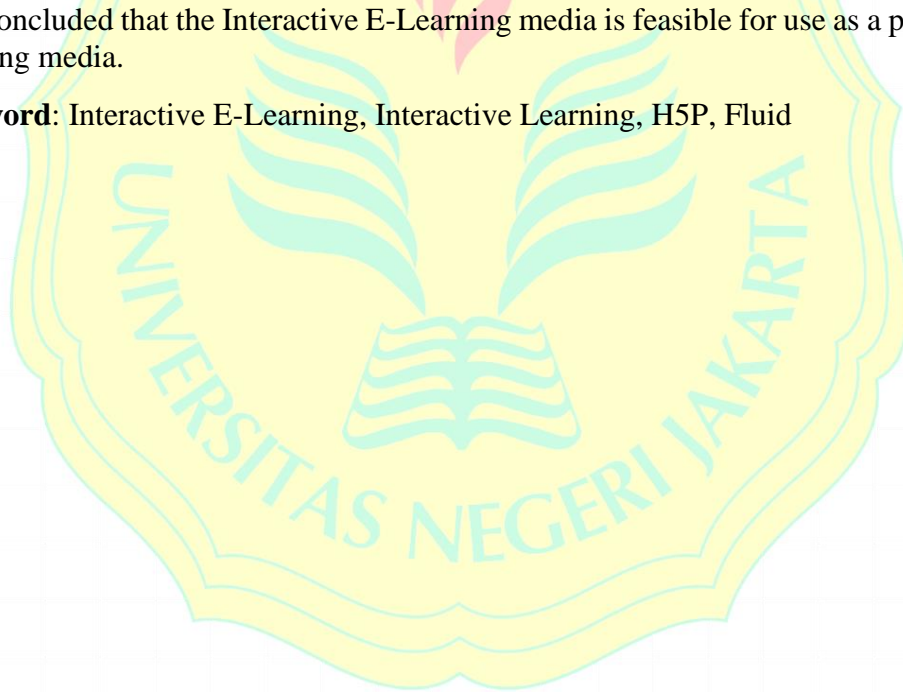 oncluded that the Interactive E-Learning media is feasible for use as a p
ng media.
ord: Interactive E-Learning, Interactive Learning, H5P, Fluid
UNIVERSITAS NEGERI JAKARTA